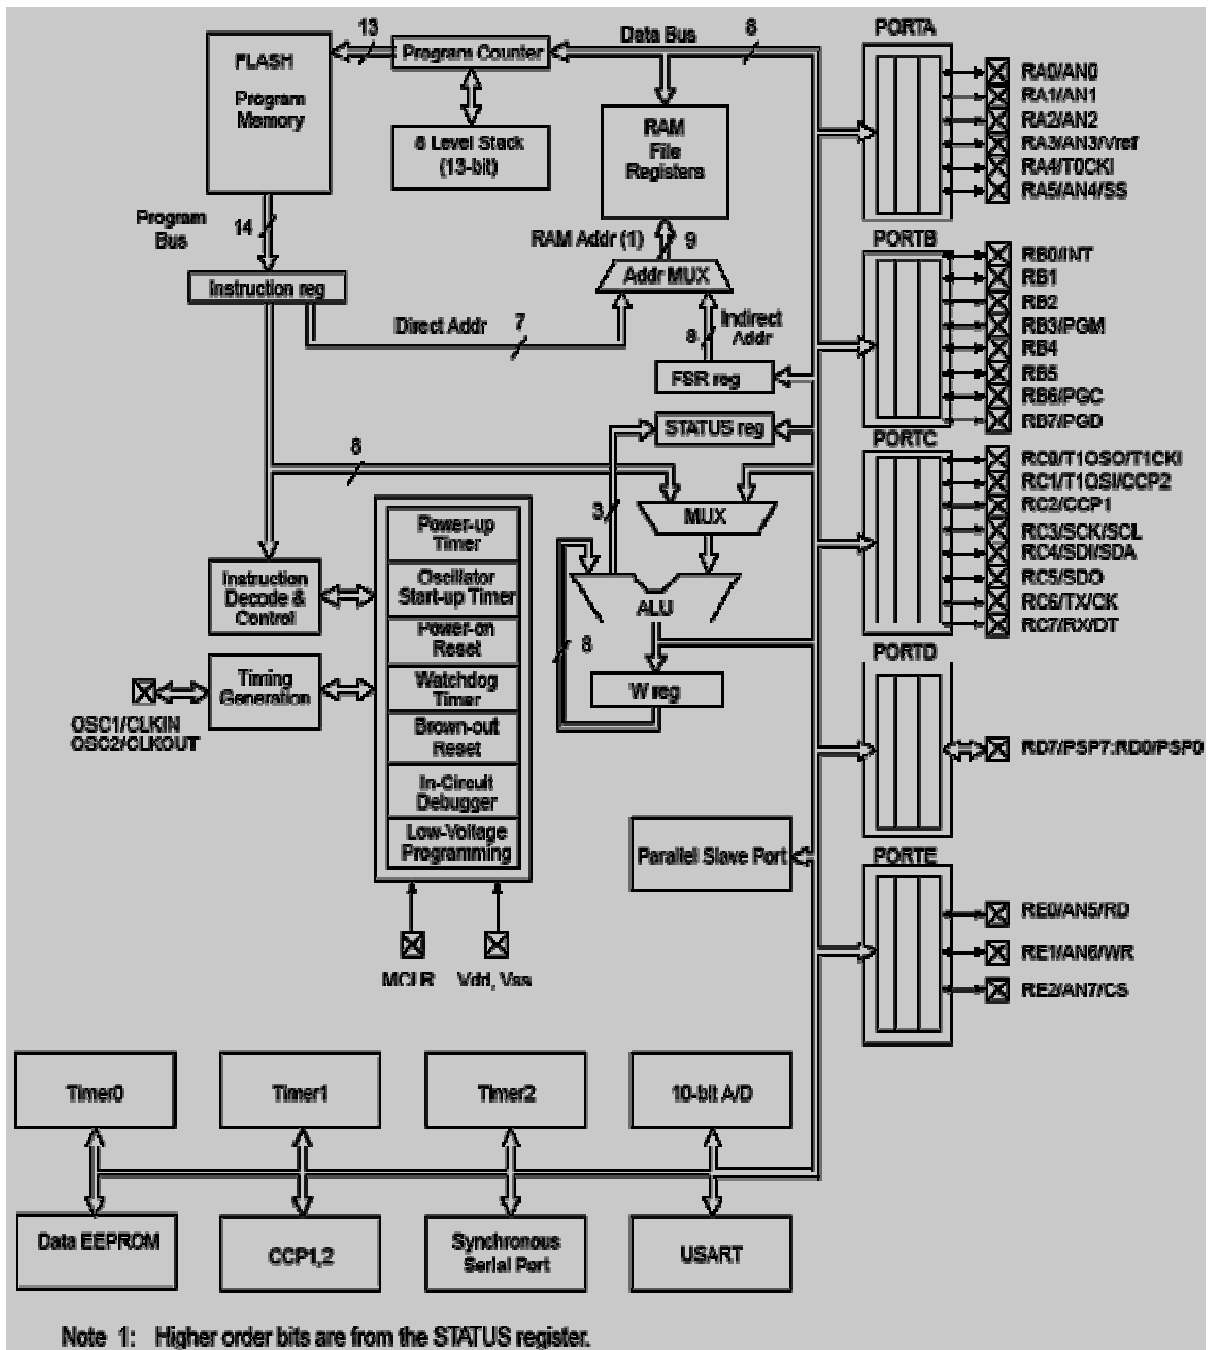 13
Data Bus
8
PORTA
FLASH
Program
Memory
Program Counter
8 Level Stack
(13-bit)
RAM
File
Registers
RA0/AN0
RA1/AN1
RA2/AN2
RA3/AN3/Vref
RA4/T0CKI
RA5/AN4/SS
Program
Bus
14
RAM Addr (1)
9
PORTB
Instruction reg
Addr MUX
Direct Addr
7
Indirect
Addr
8
FSR reg
STATUS reg
RB0/INT
RB1
RB2
RB3/PGM
RB4
RB5
RB6/PGC
RB7/PGD
PORTC
8
3
MUX
RC0/T1OSO/T1CKI
RC1/T1OSI/CCP2
RC2/CCP1
RC3/SCK/SCL
RC4/SDI/SDA
RC5/SDO
RC6/TX/CK
RC7/RX/DT
Power-up
Timer
Oscillator
Start-up Timer
Power-on
Reset
Watchdog
Timer
Brown-out
Reset
In-Circuit
Debugger
Low-Voltage
Programming
Instruction
Decode &
Control
Timing
Generation
OSC1/CLKIN
OSC2/CLKOUT
ALU
8
W reg
PORTD
RD7/PSP7:RD0/PSP0
Parallel Slave Port
PORTE
RE0/AN5/RD
RE1/AN6/WR
RE2/AN7/CS
MCLR
Vdd, Vss
Timer0
Timer1
Timer2
10-bit A/D
Data EEPROM
CCP1,2
Synchronous
Serial Port
USART
Note 1: Higher order bits are from the STATUS register.